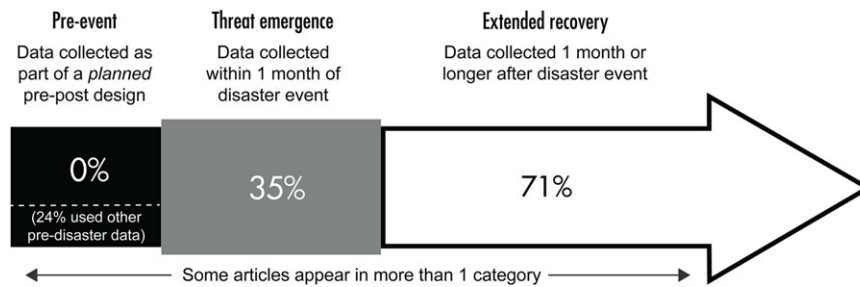 Pre-event
Data collected as
part of a planned
pre-post design
Threat emergence
Data collected
within 1 month of
disaster event
Extended recovery
Data collected 1 month or
longer after disaster event
0%
(24% used other
pre-disaster data)
35%
71%
Some articles appear in more than 1 category